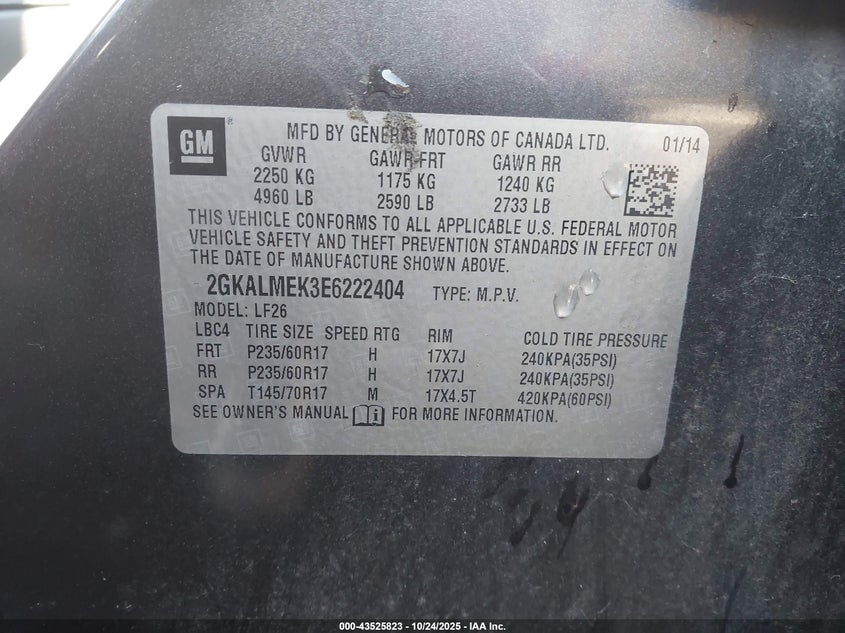 GM ®
MFD BY GENERAL MOTORS OF CANADA LTD. 01/14
GVWR GAWR FRT GAWR RR
2250 KG 1175 KG 1240 KG
4960 LB 2590 LB 2733 LB
THIS VEHICLE CONFORMS TO ALL APPLICABLE U.S. FEDERAL MOTOR
VEHICLE SAFETY AND THEFT PREVENTION STANDARDS IN EFFECT ON
THE DATE OF MANUFACTURE SHOWN ABOVE.
2GKALMEK3E6222404 TYPE: M.P.V.
MODEL: LF26
LBC4 TIRE SIZE SPEED RTG RIM COLD TIRE PRESSURE
FRT P235/60R17 H 17X7J 240KPA(35PSI)
RR P235/60R17 H 17X7J 240KPA(35PSI)
SPA T145/70R17 M 17X4.5T 420KPA(60PSI)
SEE OWNER'S MANUAL FOR MORE INFORMATION.
000-43525823 - 10/24/2025 - IAA Inc.